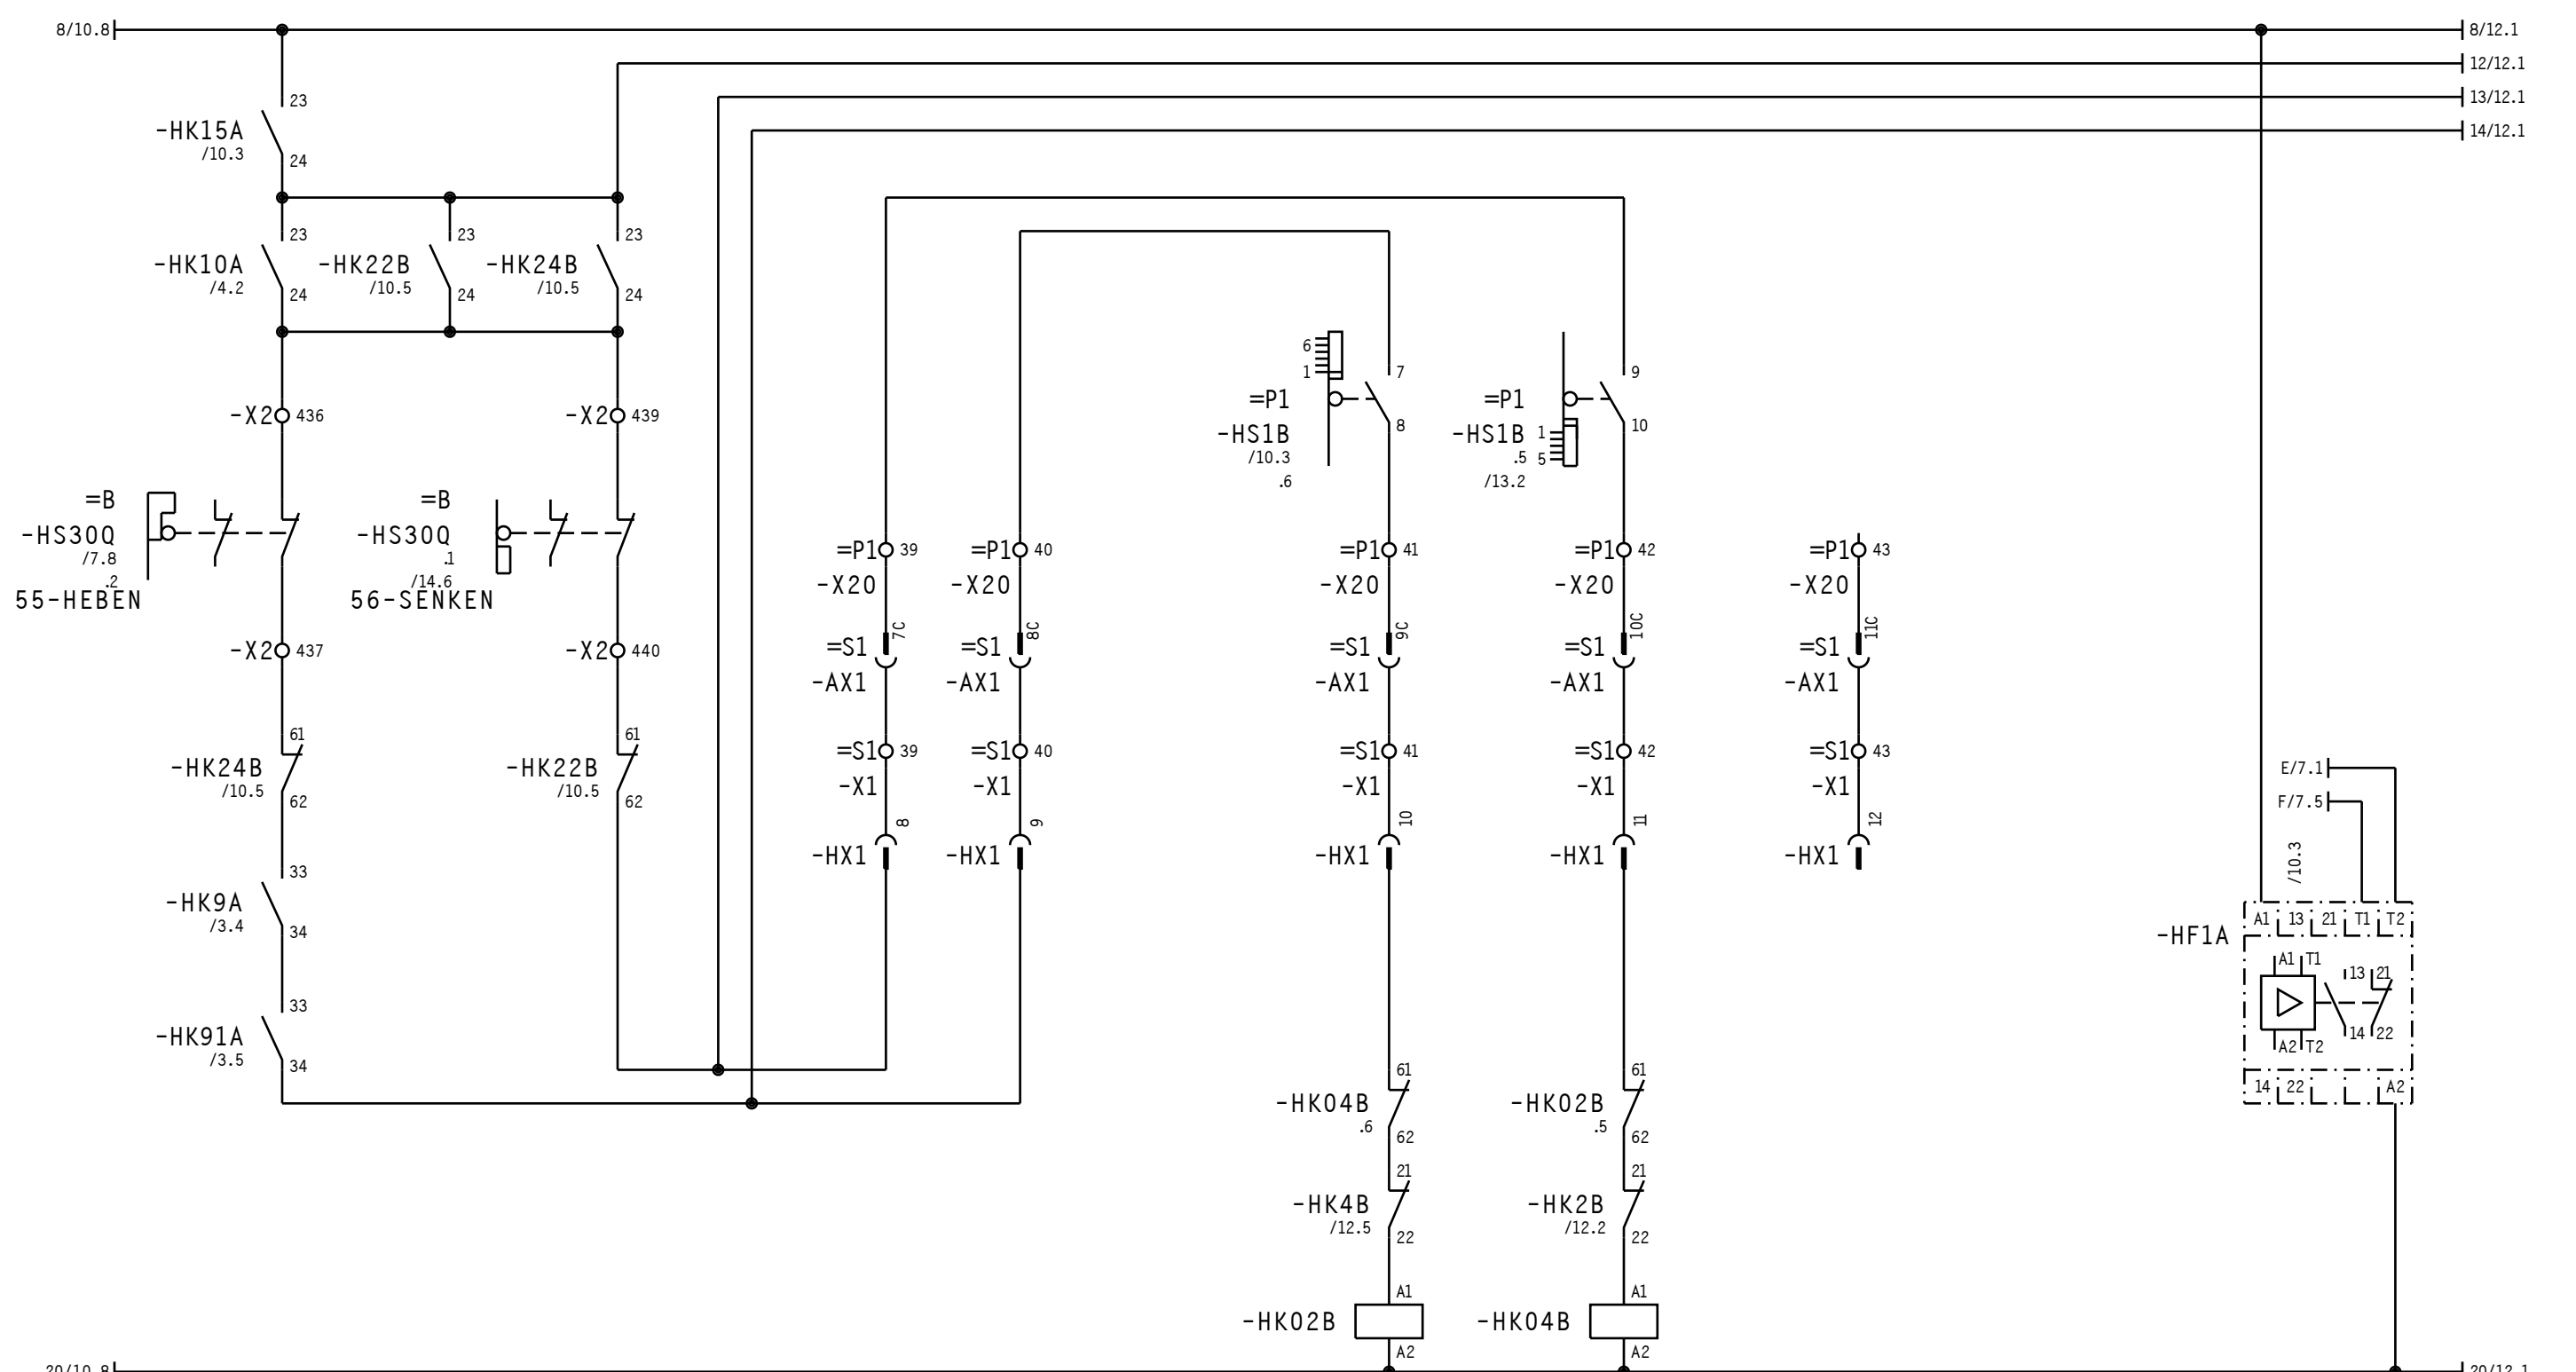 8/10.8
8/12.1
12/12.1
13/12.1
14/12.1
23
-HK15A
/10.3
24
23
23
23
-HK10A
-HK22B
-HK24B
/4.2
/10.5
/10.5
24
24
24
6
1
7
9
=P1
=P1
8
10
-HS1B
-HS1B
1
/10.3
.5
5
.6
/13.2
-X2
436
-X2
439
=B
=B
-HS30Q
-HS30Q
/7.8
.1
.2
/14.6
55-HEBEN
56-SENKEN
=P1
39
=P1
40
=P1
41
=P1
42
=P1
43
-X20
-X20
-X20
-X20
-X20
7C
8C
9C
10C
11C
=S1
=S1
=S1
=S1
=S1
-X2
437
-X2
440
-AX1
-AX1
-AX1
-AX1
-AX1
61
61
=S1
39
=S1
40
=S1
41
=S1
42
=S1
43
-HK24B
-HK22B
-X1
-X1
-X1
-X1
-X1
/10.5
/10.5
62
62
E/7.1
F/7.5
8
9
10
11
12
-HX1
-HX1
-HX1
-HX1
-HX1
/10.3
33
-HK9A
/3.4
34
A1
13
21
T1
T2
-HF1A
A1
T1
13
21
33
-HK91A
/3.5
34
14
22
A2
T2
61
61
14
22
A2
-HK04B
-HK02B
.6
.5
62
62
21
21
-HK4B
-HK2B
/12.5
/12.2
22
22
A1
A1
-HK02B
-HK04B
A2
A2
20/10.8
20/12.1